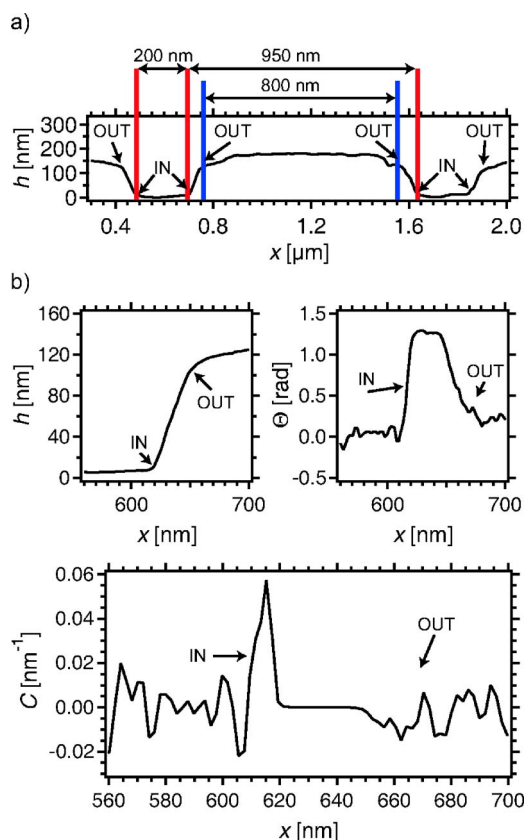 a)
200 nm
950 nm
800 nm
h [nm]
300
200
100
0
OUT
IN
OUT
OUT
IN
OUT
0.4
0.8
1.2
1.6
2.0
x [µm]
b)
h [nm]
160
120
80
40
0
IN
OUT
600
700
x [nm]
Θ [rad]
1.5
1.0
0.5
0.0
-0.5
IN
OUT
600
700
x [nm]
C [nm⁻¹]
0.06
0.04
0.02
0.00
-0.02
IN
OUT
560
580
600
620
640
660
680
700
x [nm]